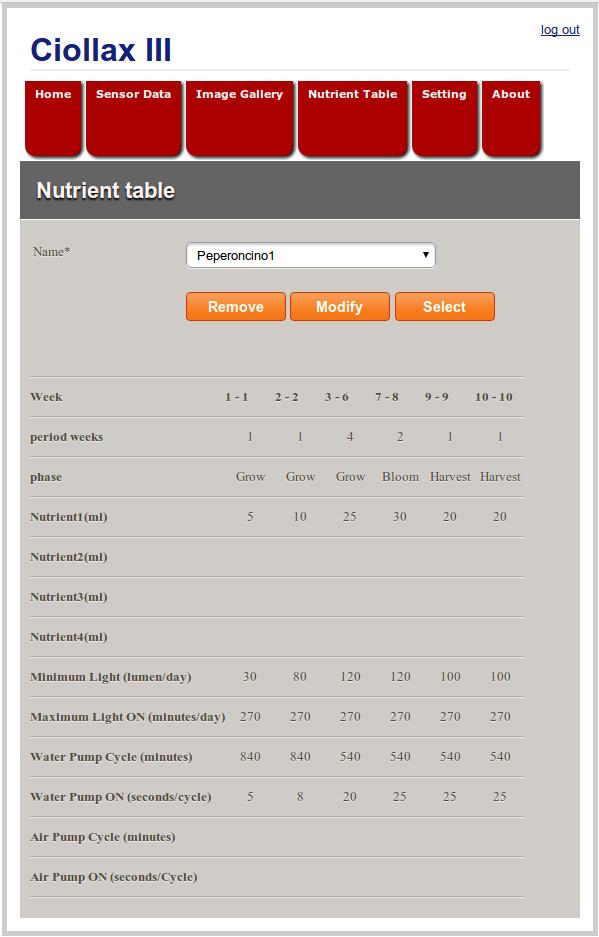 log out
Ciollax III
Home Sensor Data Image Gallery Nutrient Table Setting About
Nutrient table
Name* Peperoncino1
Remove Modify Select
Week 1 - 1 2 - 2 3 - 6 7 - 8 9 - 9 10 - 10
period weeks 1 1 4 2 1 1
phase Grow Grow Grow Bloom Harvest Harvest
Nutrient1(ml) 5 10 25 30 20 20
Nutrient2(ml)
Nutrient3(ml)
Nutrient4(ml)
Minimum Light (lumen/day) 30 80 120 120 100 100
Maximum Light ON (minutes/day) 270 270 270 270 270 270
Water Pump Cycle (minutes) 840 840 540 540 540 540
Water Pump ON (seconds/cycle) 5 8 20 25 25 25
Air Pump Cycle (minutes)
Air Pump ON (seconds/Cycle)